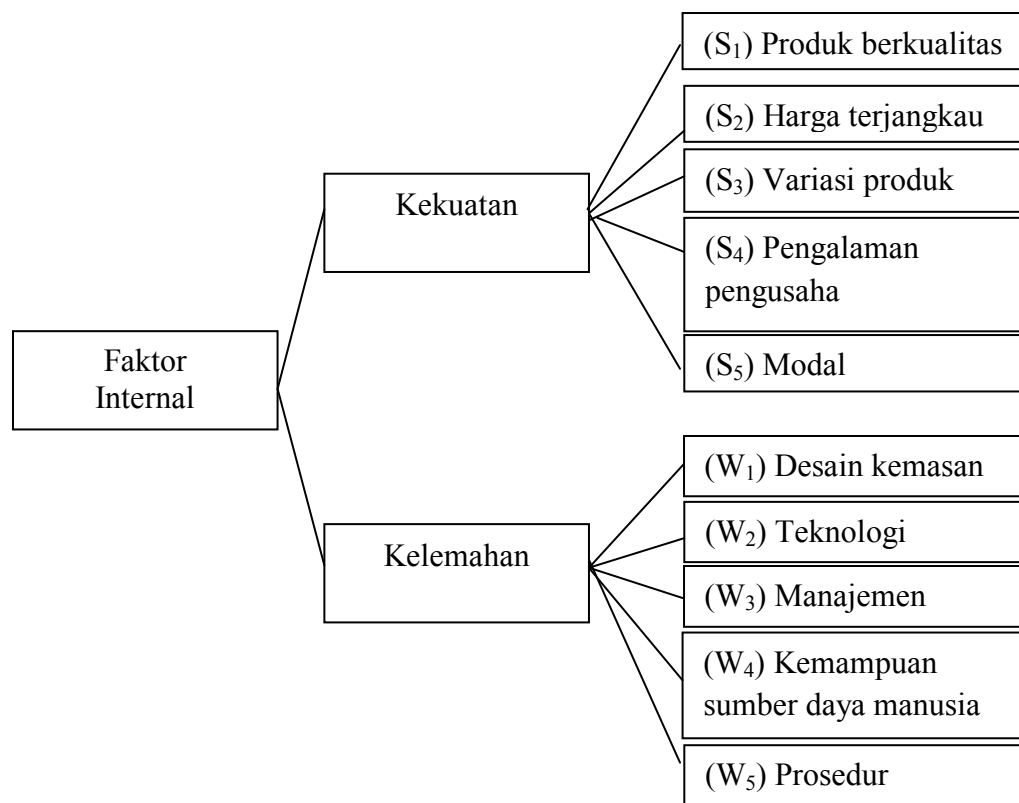 Faktor
Internal
Kekuatan
(S₁) Produk berkualitas
(S₂) Harga terjangkau
(S₃) Variasi produk
(S₄) Pengalaman
pengusaha
(S₅) Modal
Kelemahan
(W₁) Desain kemasan
(W₂) Teknologi
(W₃) Manajemen
(W₄) Kemampuan
sumber daya manusia
(W₅) Prosedur